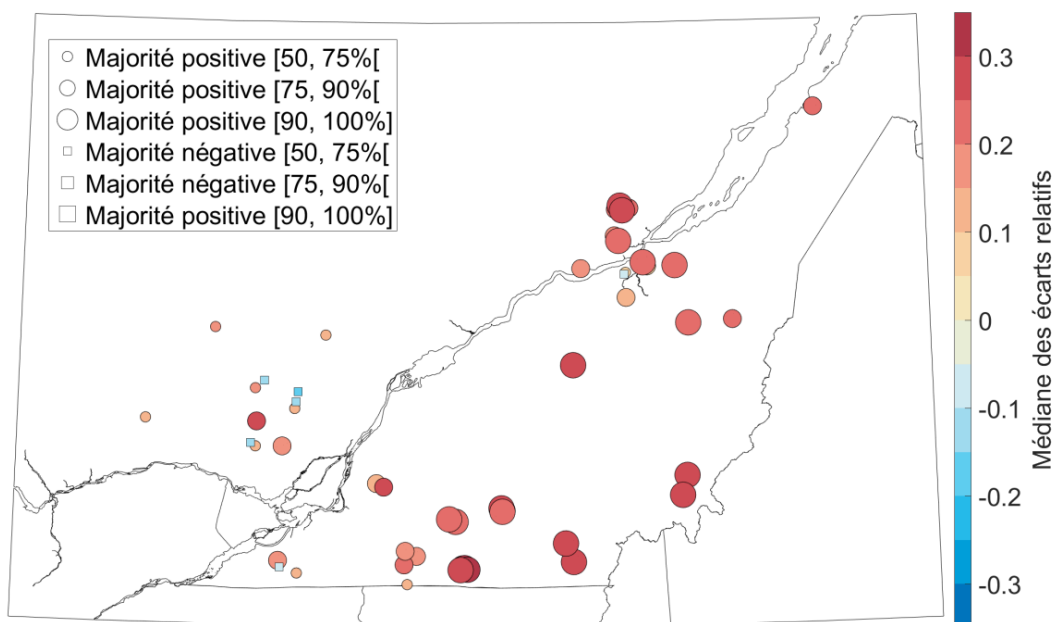 Majorité positive [50, 75%[
Majorité positive [75, 90%[
Majorité positive [90, 100%]
Majorité négative [50, 75%[
Majorité négative [75, 90%[
Majorité positive [90, 100%]
0.3
0.2
0.1
0
-0.1
-0.2
-0.3
Médiane des écarts relatifs